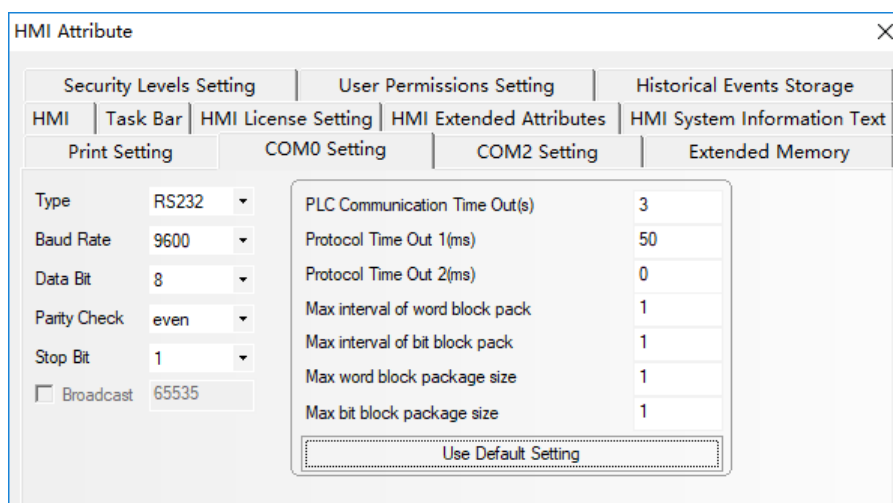 HMI Attribute
Security Levels Setting User Permissions Setting Historical Events Storage
HMI Task Bar HMI License Setting HMI Extended Attributes HMI System Information Text
Print Setting COM0 Setting COM2 Setting Extended Memory
Type RS232
Baud Rate 9600
Data Bit 8
Parity Check even
Stop Bit 1
Broadcast 65535
PLC Communication Time Out(s) 3
Protocol Time Out 1(ms) 50
Protocol Time Out 2(ms) 0
Max interval of word block pack 1
Max interval of bit block pack 1
Max word block package size 1
Max bit block package size 1
Use Default Setting